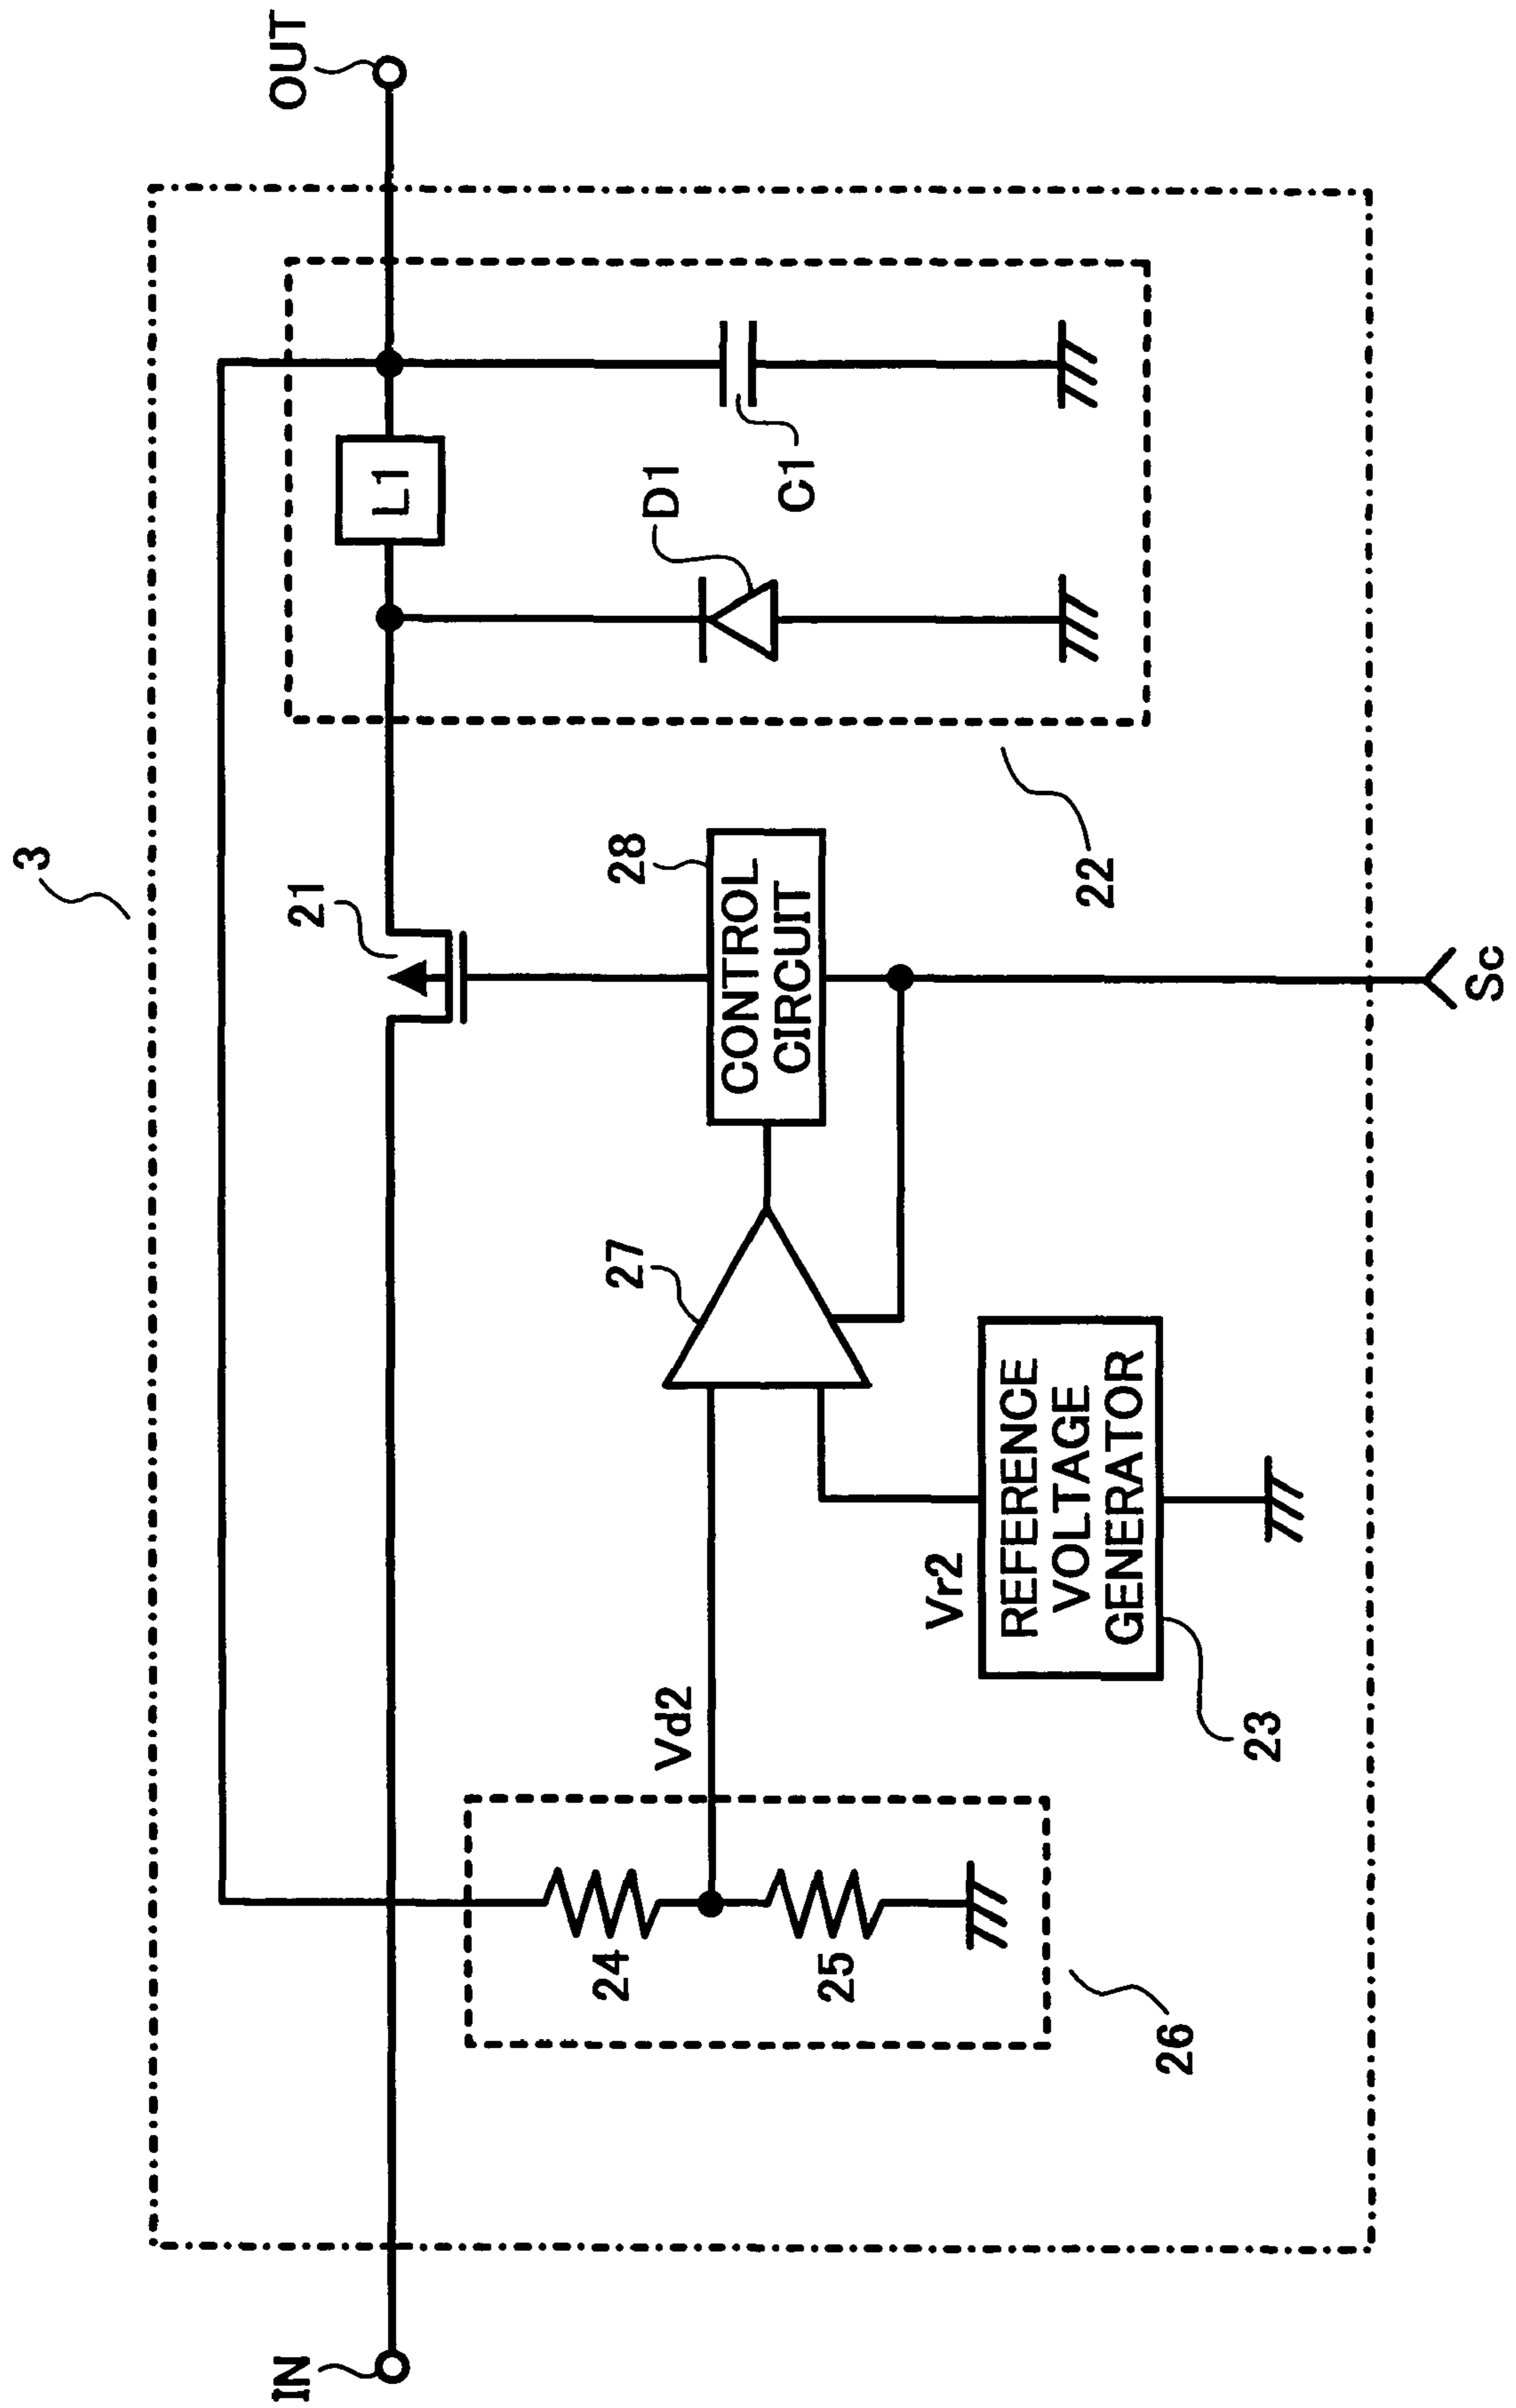 3
IN
OUT
21
L1
D1
C1
22
28
CONTROL
CIRCUIT
27
Sc
Vd2
Vr2
REFERENCE
VOLTAGE
GENERATOR
23
24
25
26